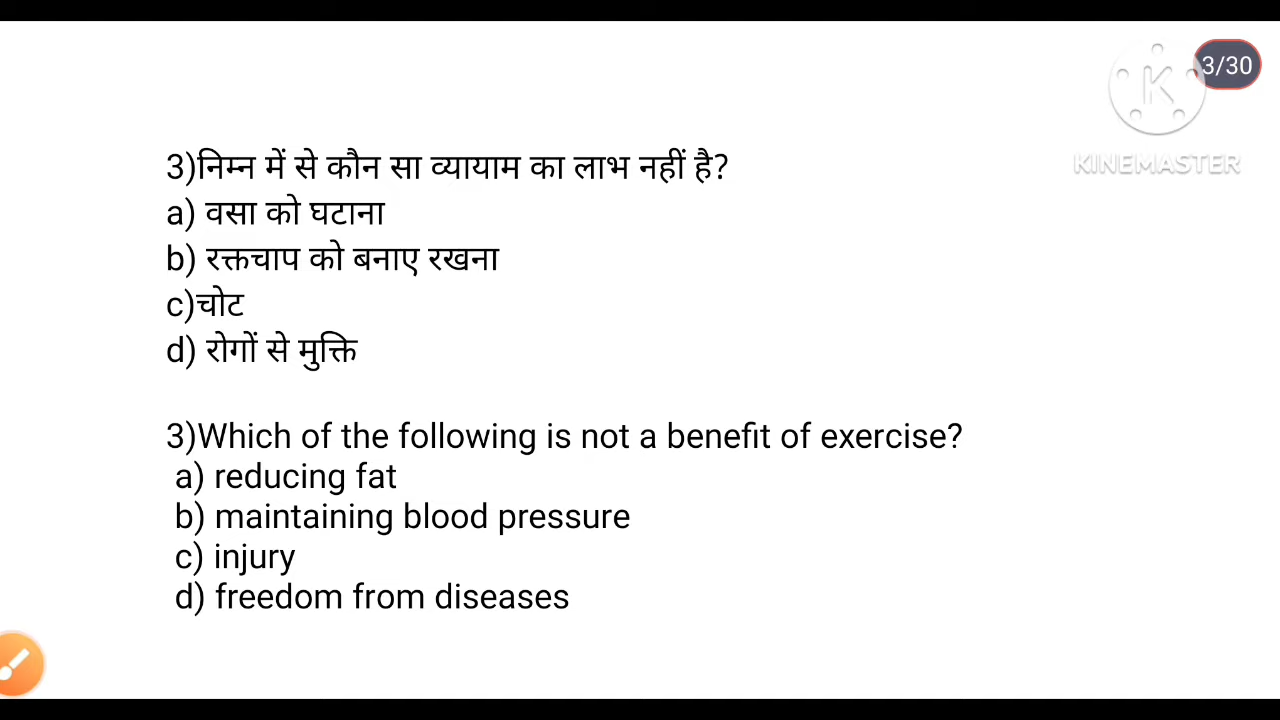 3/30
KINEMASTER
3)निम्न में से कौन सा व्यायाम का लाभ नहीं है?
a) वसा को घटाना
b) रक्तचाप को बनाए रखना
c)चोट
d) रोगों से मुक्ति
3)Which of the following is not a benefit of exercise?
a) reducing fat
b) maintaining blood pressure
c) injury
d) freedom from diseases